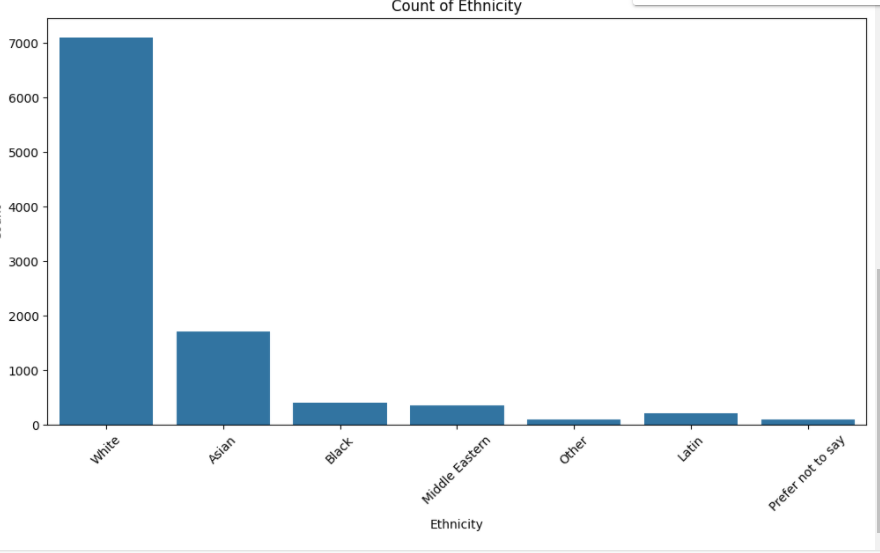 Count of Ethnicity
7000
6000
5000
4000
3000
2000
1000
0
White
Asian
Black
Middle Eastern
Other
Latin
Prefer not to say
Ethnicity